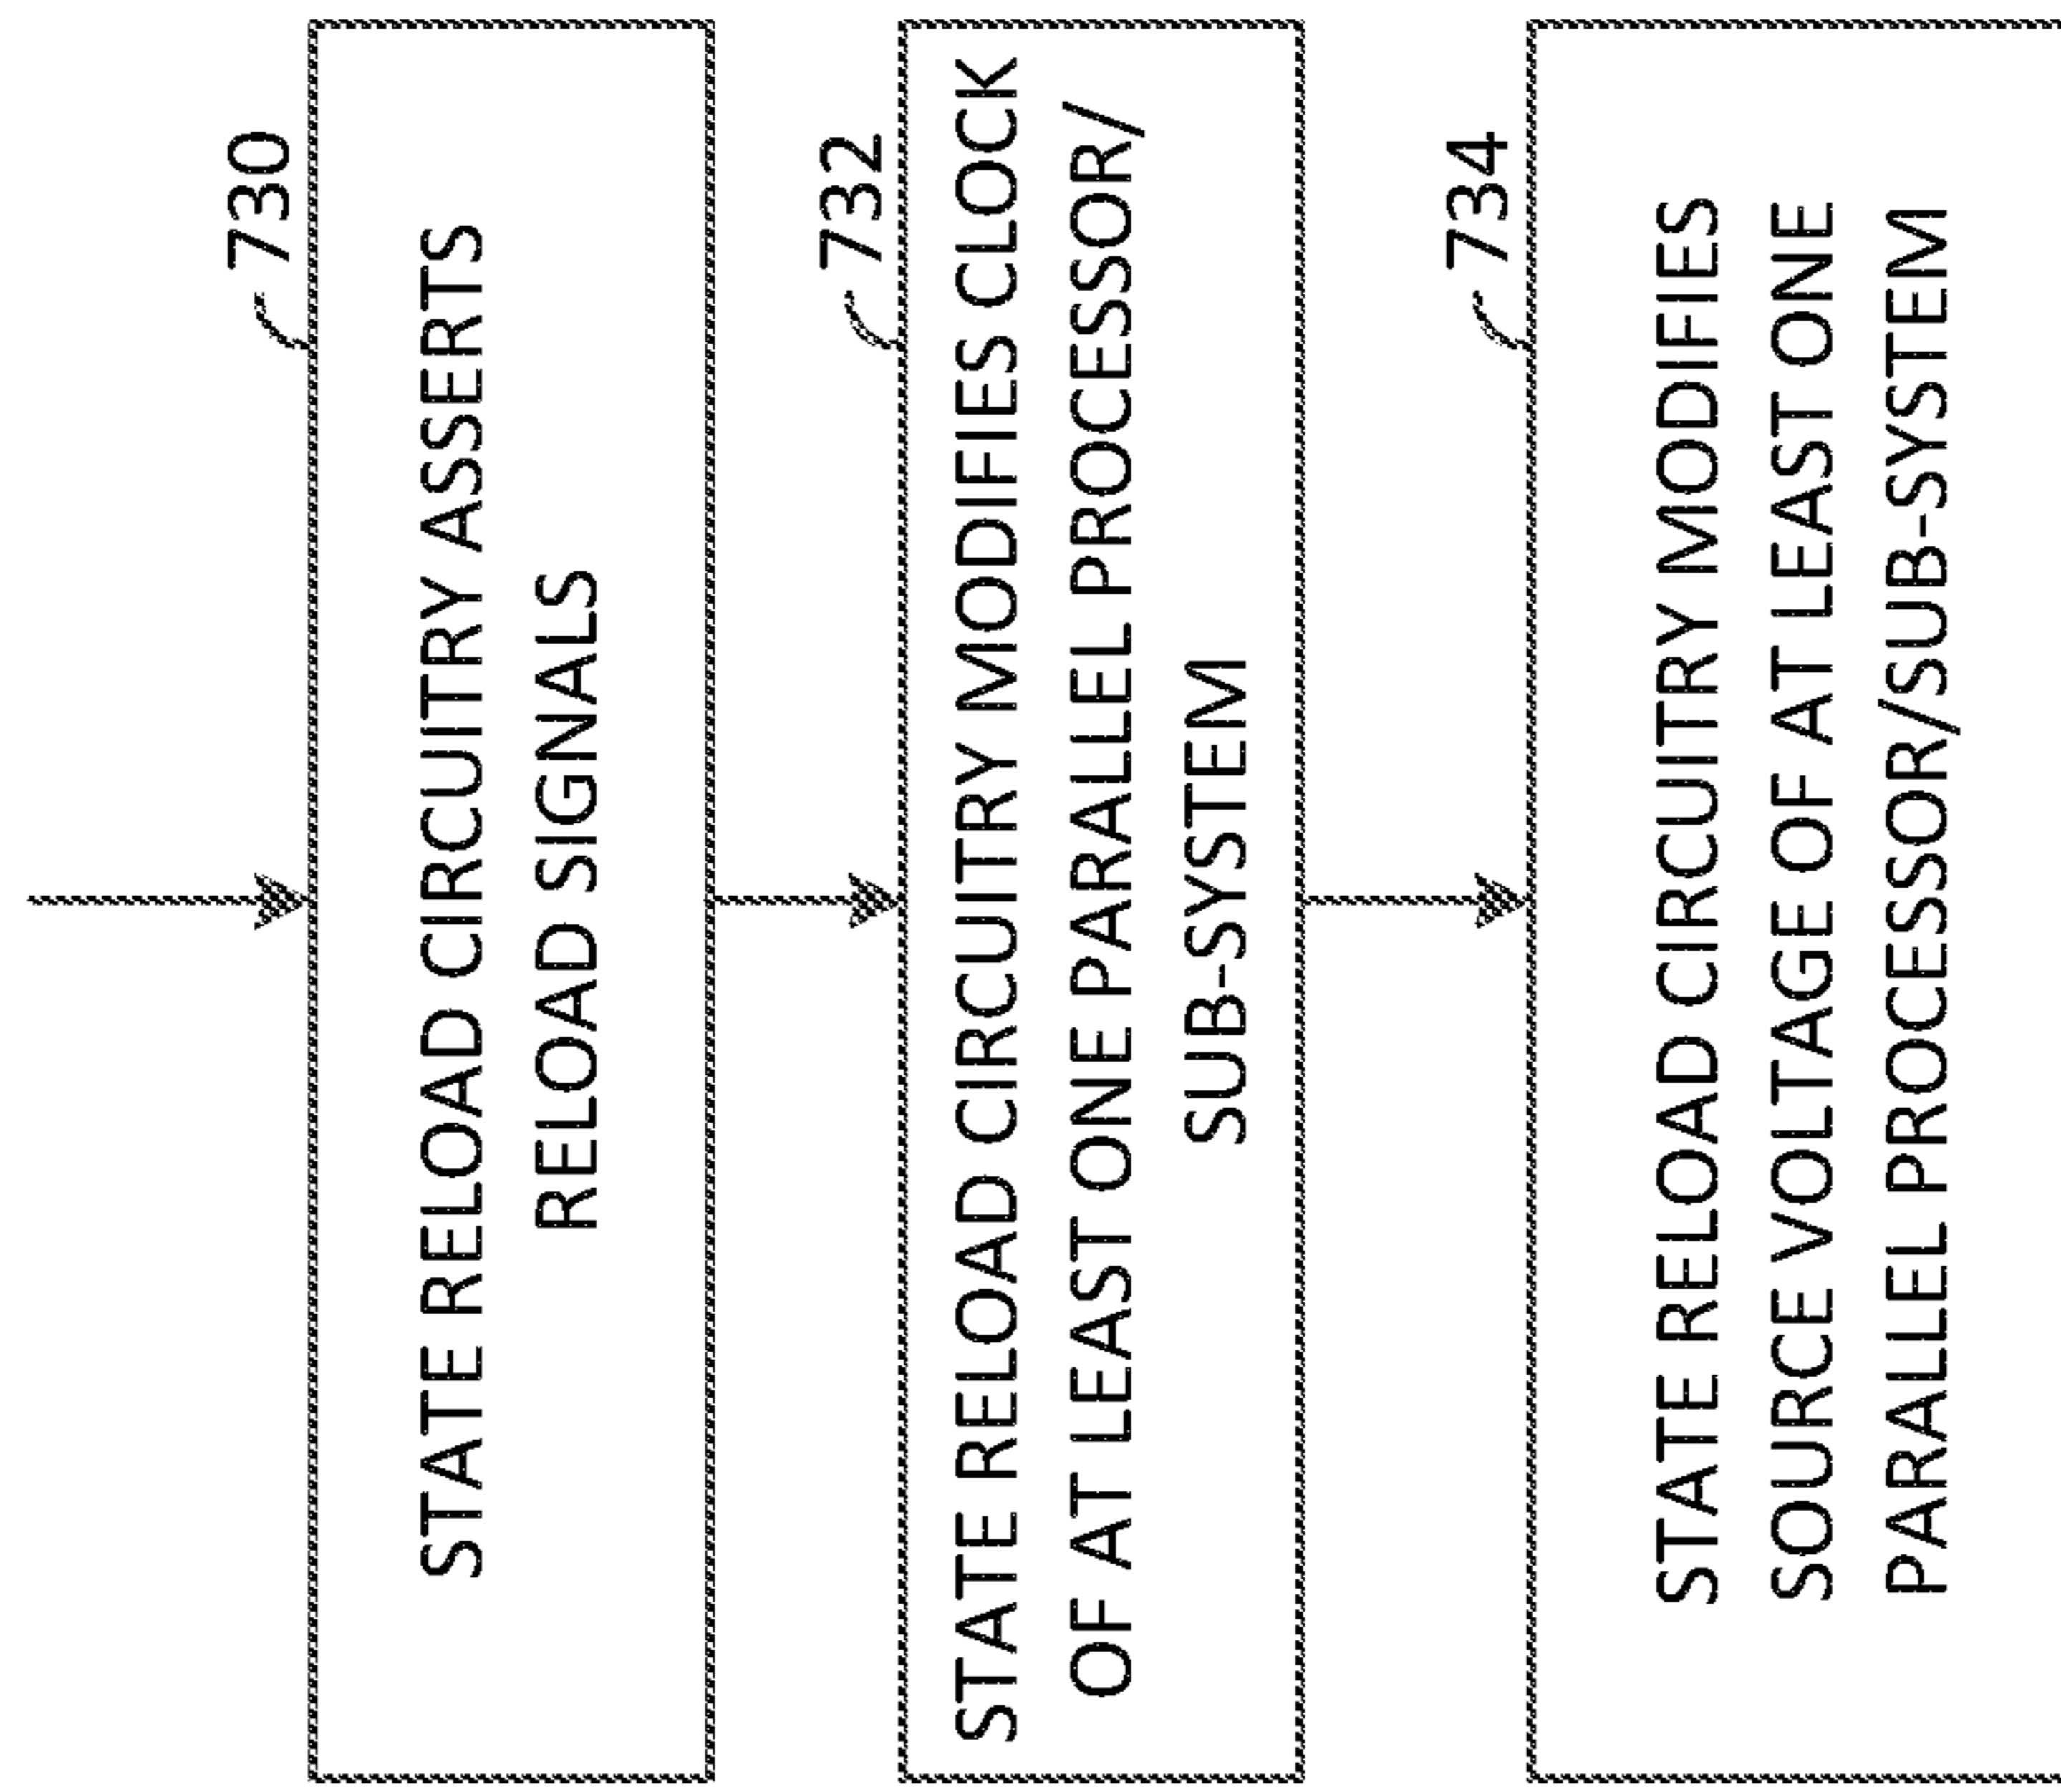 730
STATE RELOAD CIRCUITRY ASSERTS
RELOAD SIGNALS
732
STATE RELOAD CIRCUITRY MODIFIES CLOCK
OF AT LEAST ONE PARALLEL PROCESSOR/
SUB-SYSTEM
734
STATE RELOAD CIRCUITRY MODIFIES
SOURCE VOLTAGE OF AT LEAST ONE
PARALLEL PROCESSOR/SUB-SYSTEM